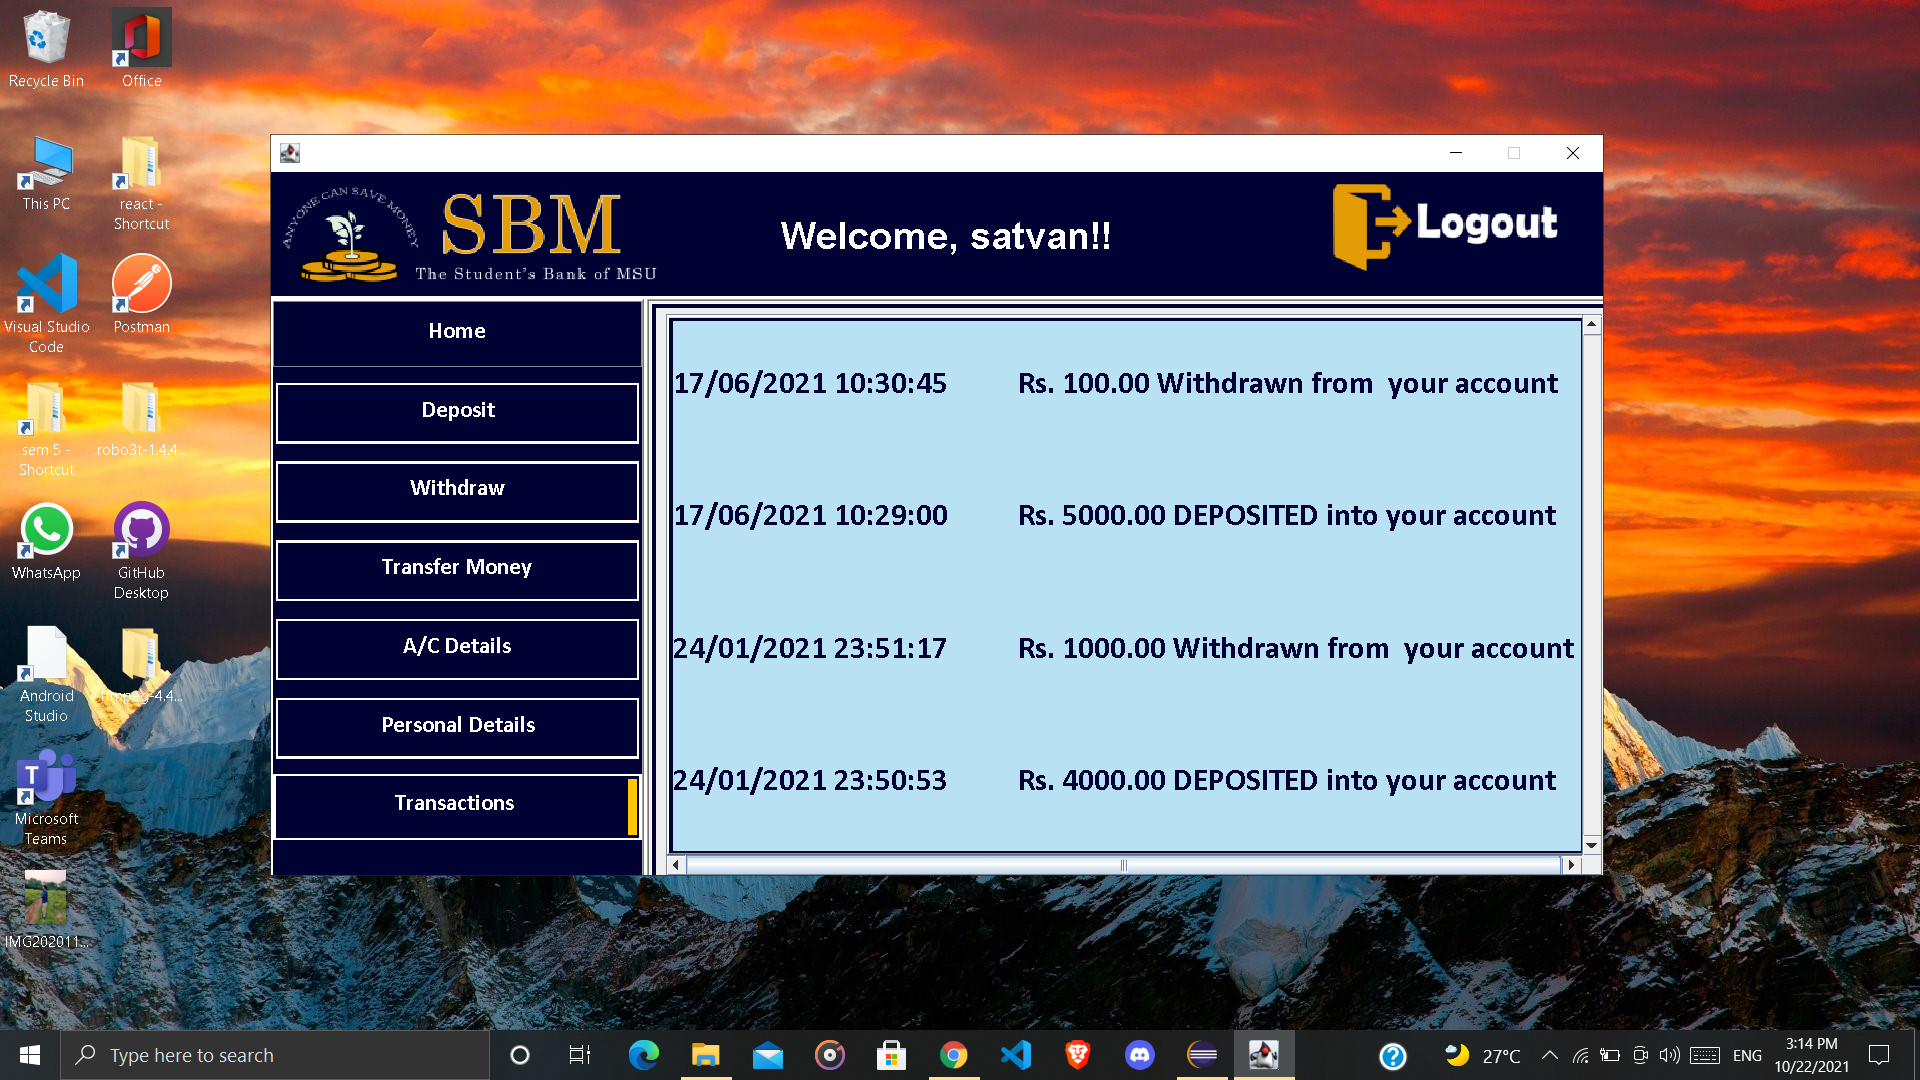 Recycle Bin
Office
This PC
react -
Shortcut
Visual Studio
Code
Postman
sem 5 -
Shortcut
robo3t-1.4.4...
WhatsApp
GitHub
Desktop
Android
Studio
ffmpeg-4.4...
Microsoft
Teams
IMG202011...
ANYONE CAN SAVE MONEY
SBM
The Student's Bank of MSU
Welcome, satvan!!
Logout
Home
Deposit
Withdraw
Transfer Money
A/C Details
Personal Details
Transactions
17/06/2021 10:30:45 Rs. 100.00 Withdrawn from  your account
17/06/2021 10:29:00 Rs. 5000.00 DEPOSITED into your account
24/01/2021 23:51:17 Rs. 1000.00 Withdrawn from  your account
24/01/2021 23:50:53 Rs. 4000.00 DEPOSITED into your account
Type here to search
27°C
ENG
3:14 PM
10/22/2021